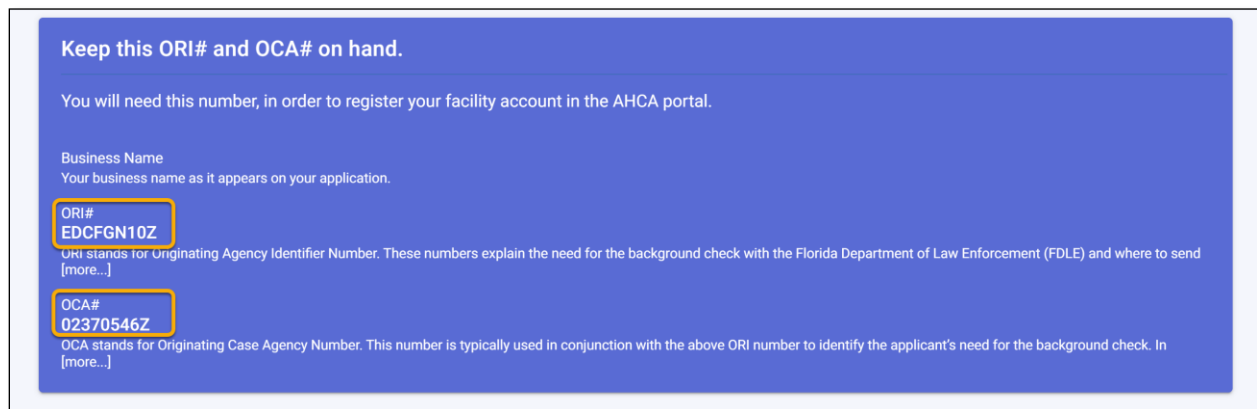 Keep this ORI# and OCA# on hand.
You will need this number, in order to register your facility account in the AHCA portal.
Business Name
Your business name as it appears on your application.
ORI#
EDCFGN10Z
ORI stands for Originating Agency Identifier Number. These numbers explain the need for the background check with the Florida Department of Law Enforcement (FDLE) and where to send
[more...]
OCA#
02370546Z
OCA stands for Originating Case Agency Number. This number is typically used in conjunction with the above ORI number to identify the applicant's need for the background check. In
[more...]